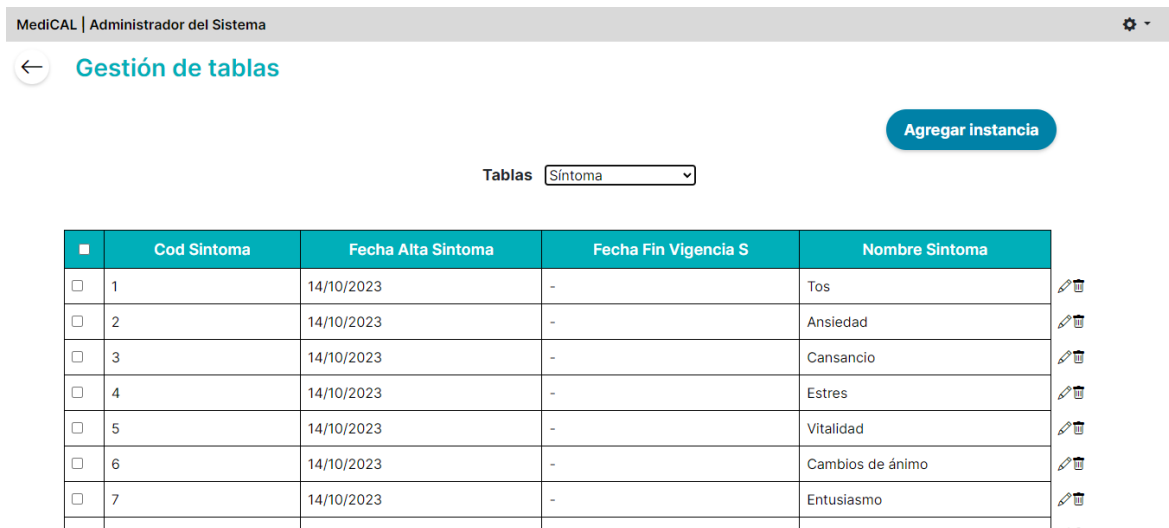 MediCAL | Administrador del Sistema
Gestión de tablas
Agregar instancia
Tablas Síntoma
Cod Sintoma Fecha Alta Sintoma Fecha Fin Vigencia S Nombre Sintoma
1 14/10/2023 - Tos
2 14/10/2023 - Ansiedad
3 14/10/2023 - Cansancio
4 14/10/2023 - Estres
5 14/10/2023 - Vitalidad
6 14/10/2023 - Cambios de ánimo
7 14/10/2023 - Entusiasmo